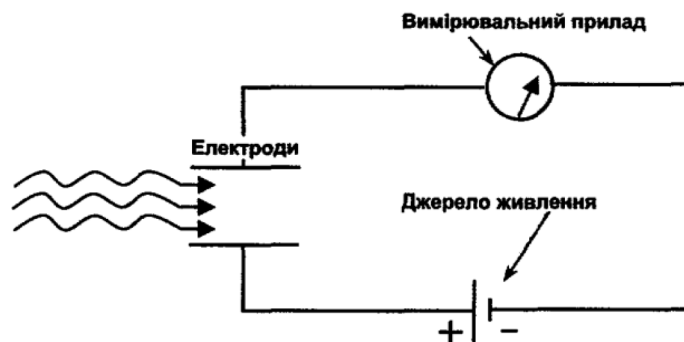 Вимірювальний прилад
Електроди
Джерело живлення
+ -